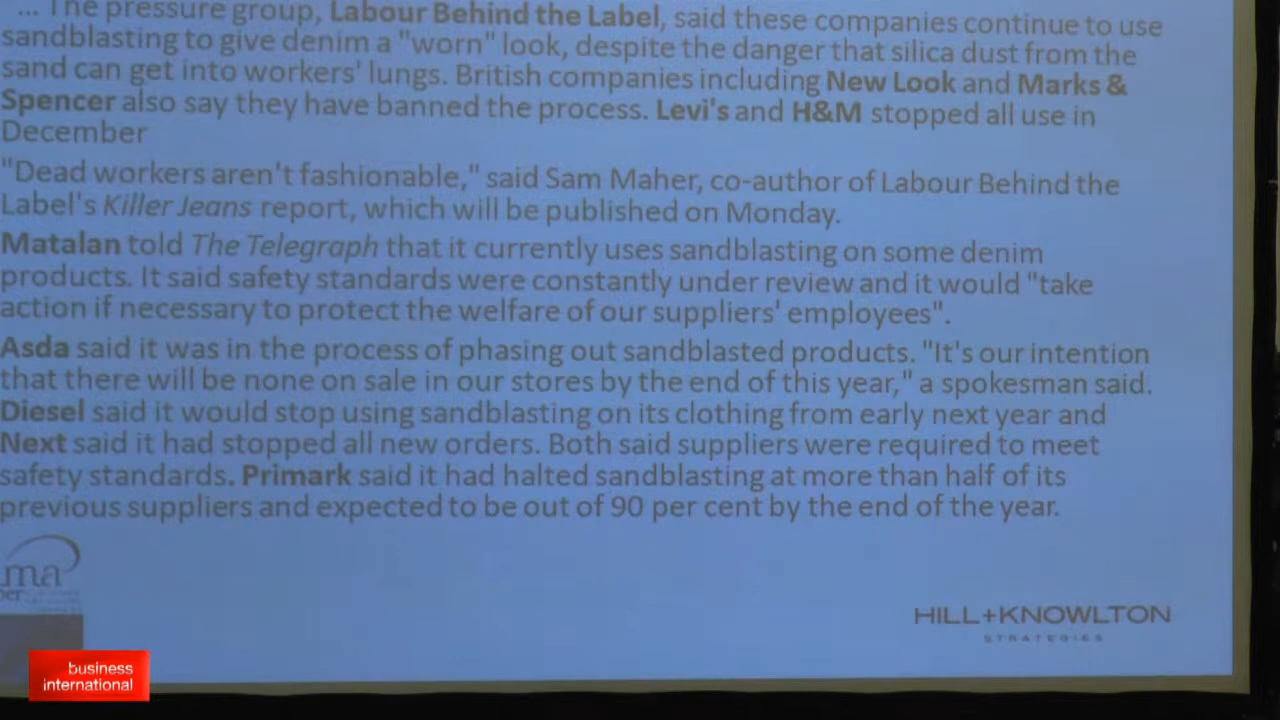 ... The pressure group, Labour Behind the Label, said these companies continue to use
sandblasting to give denim a "worn" look, despite the danger that silica dust from the
sand can get into workers' lungs. British companies including New Look and Marks &
Spencer also say they have banned the process. Levi's and H&M stopped all use in
December
"Dead workers aren't fashionable," said Sam Maher, co-author of Labour Behind the
Label's Killer Jeans report, which will be published on Monday.
Matalan told The Telegraph that it currently uses sandblasting on some denim
products. It said safety standards were constantly under review and it would "take
action if necessary to protect the welfare of our suppliers' employees".
Asda said it was in the process of phasing out sandblasted products. "It's our intention
that there will be none on sale in our stores by the end of this year," a spokesman said.
Diesel said it would stop using sandblasting on its clothing from early next year and
Next said it had stopped all new orders. Both said suppliers were required to meet
safety standards. Primark said it had halted sandblasting at more than half of its
previous suppliers and expected to be out of 90 per cent by the end of the year.
ma
ber
HILL+KNOWLTON
STRATEGIES
business
international